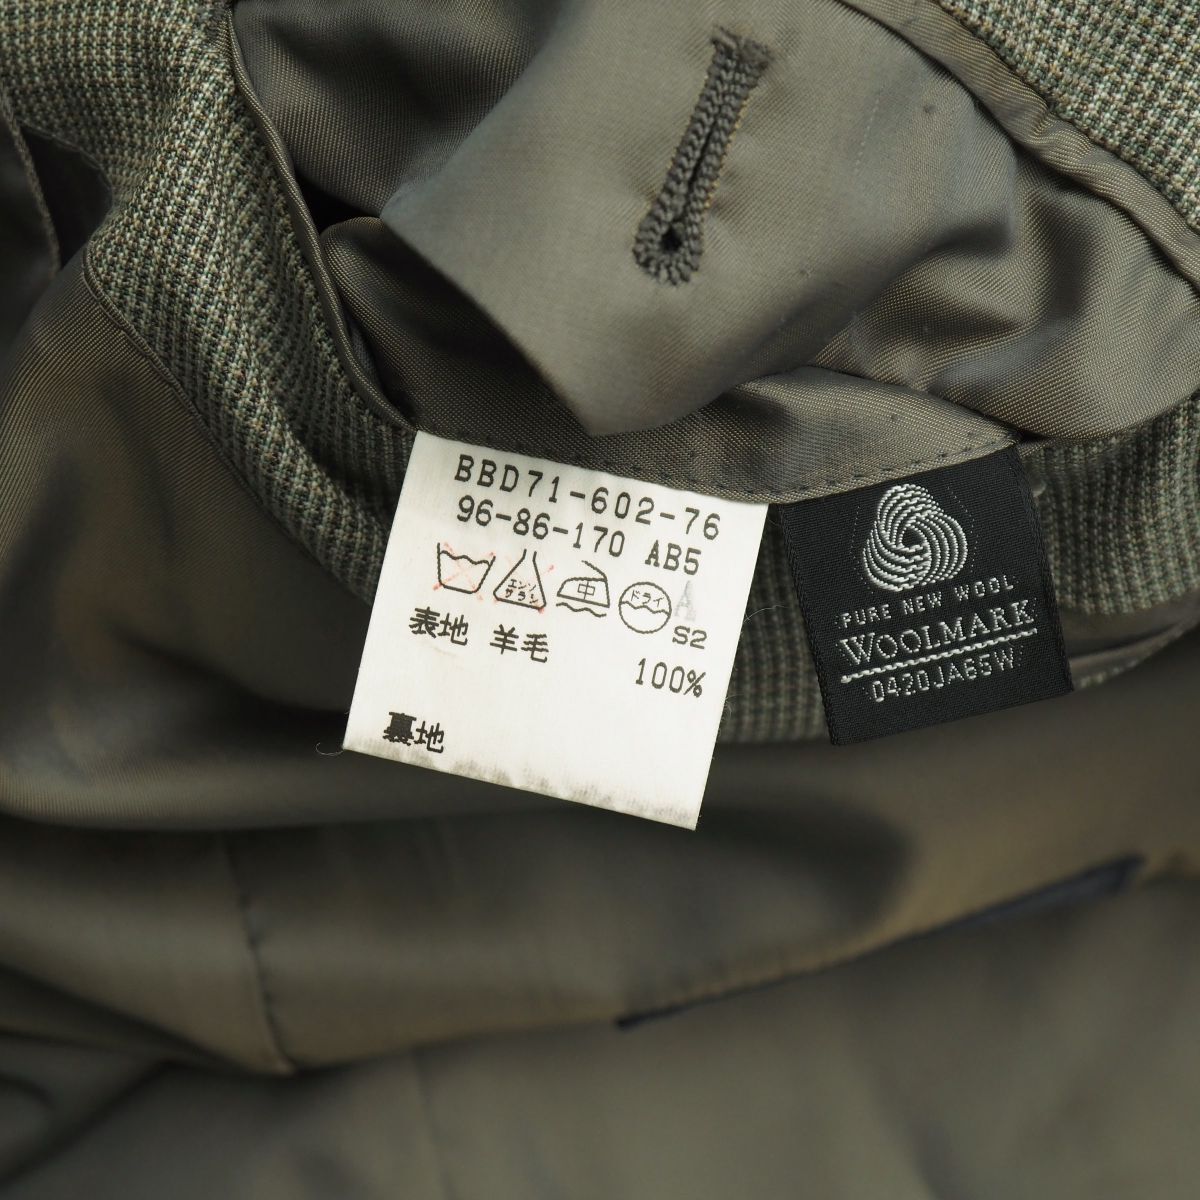 BBD71-602-76
96-86-170 AB5
エンソ
サラシ
中
ドライ
A
S2
表地 羊毛
100%
裏地
PURE NEW WOOL
WOOLMARK
0420JA65W